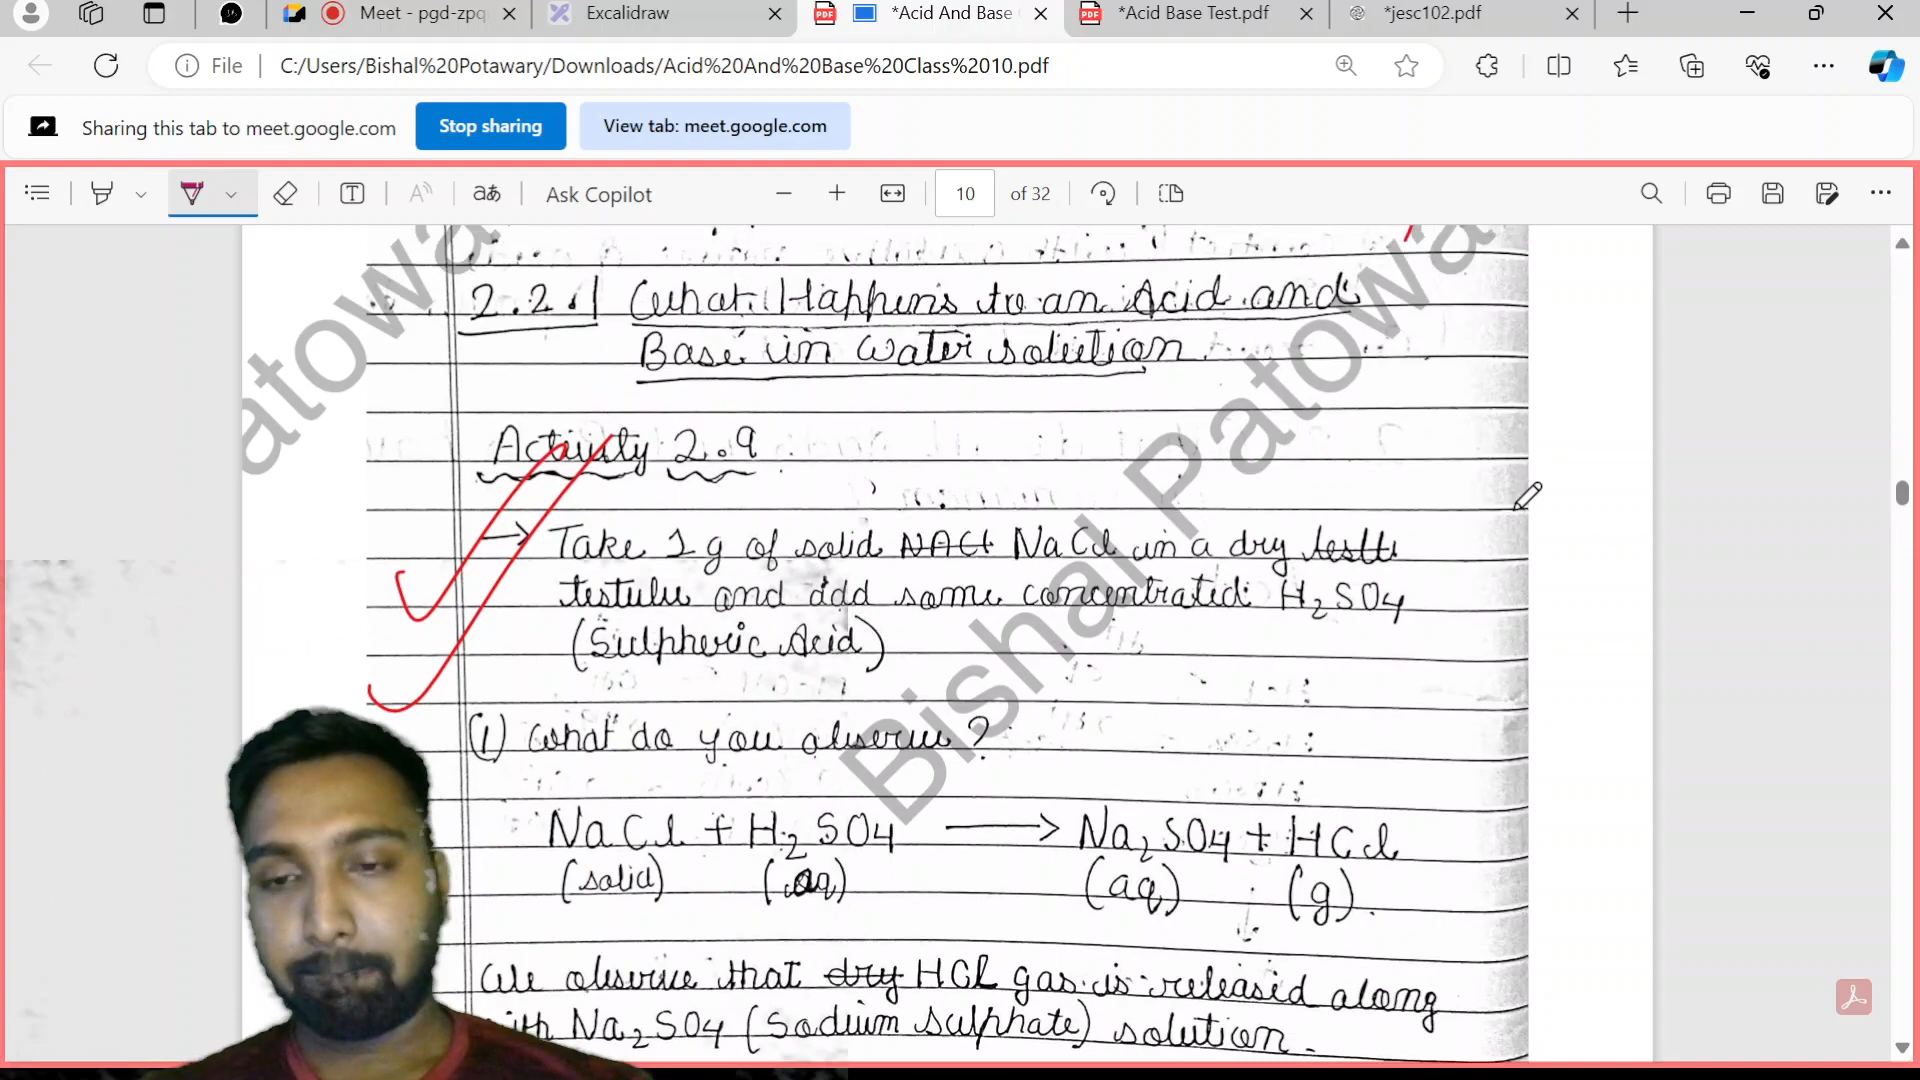 Meet - pgd-zpq
Excalidraw
*Acid And Base
*Acid Base Test.pdf
*jesc102.pdf
File
C:/Users/Bishal%20Potawary/Downloads/Acid%20And%20Base%20Class%2010.pdf
Sharing this tab to meet.google.com
Stop sharing
View tab: meet.google.com
Ask Copilot
10
of 32
2.2.1 What Happens to an Acid and
Base in Water solution
Activity 2.9
→ Take 1 g of solid NACl NaCl in a dry
testube and add some concentrated H₂SO₄
(Sulpheric Acid)
(1) What do you observe?
NaCl + H₂SO₄ → Na₂SO₄ + HCl
(solid) (aq) (aq) (g).
We observe that dry HCl gas is released along
with Na₂SO₄ (Sodium sulphate) solution.
Bishal Patowa
atowa